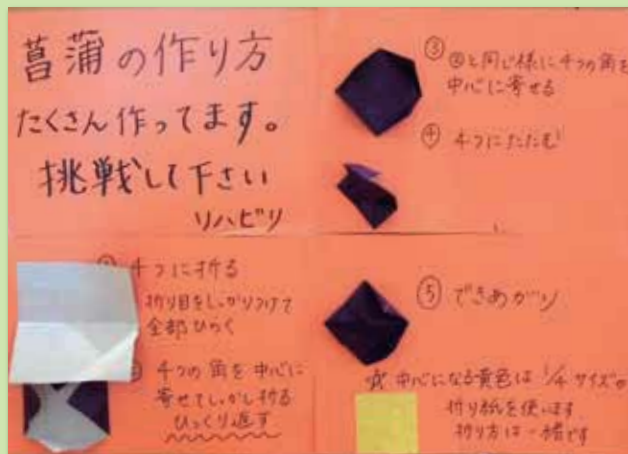 菖蒲の作り方
たくさん作ってます。
挑戦して下さい
リハビリ
4つに折る
折り目をしっかりつけて
全部ひらく
4つの角を中心に
寄せてしっかり折る
ひっくり返す
③ ②と同じ様に4つの角を
中心に寄せる
④ 4つにたたむ
⑤ できあがり
☆ 中心になる黄色は 1/4 サイズの
折り紙を使います
折り方は一緒です